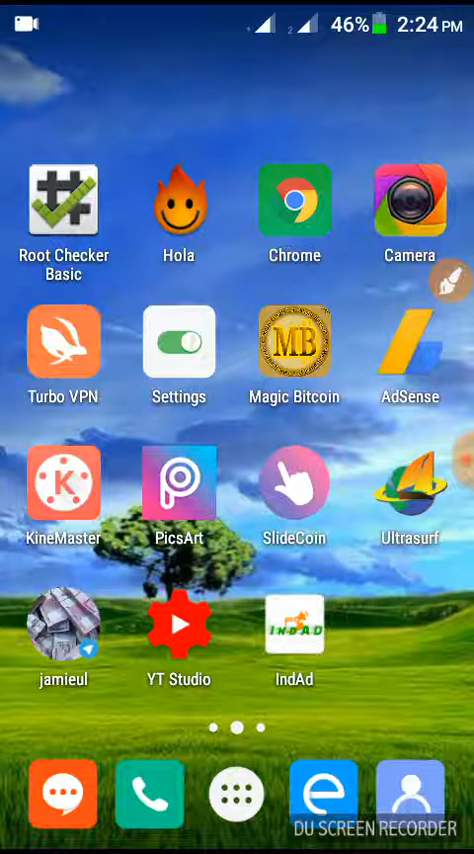 46% 2:24 PM
Root Checker Basic
Hola
Chrome
Camera
Turbo VPN
Settings
MB
Magic Bitcoin
AdSense
K
KineMaster
PicsArt
SlideCoin
Ultrasurf
jamieul
YT Studio
INDAD
IndAd
DU SCREEN RECORDER